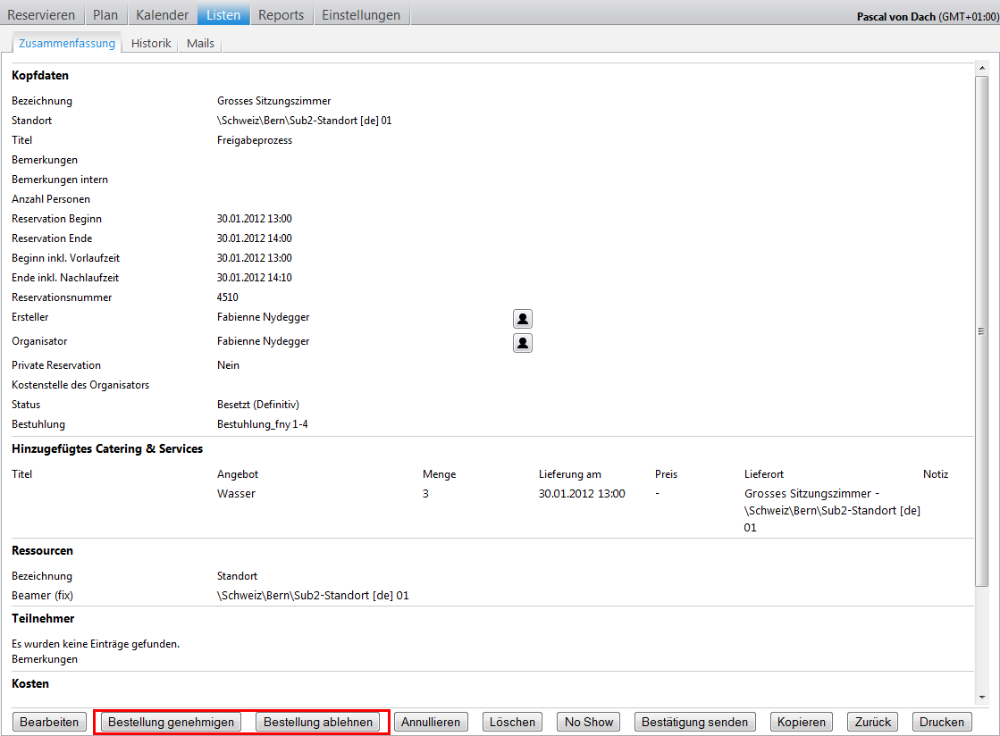 Reservieren Plan Kalender Listen Reports Einstellungen Pascal von Dach (GMT+01:00)
Zusammenfassung Historik Mails
Kopfdaten
Bezeichnung Grosses Sitzungszimmer
Standort \Schweiz\Bern\Sub2-Standort [de] 01
Titel Freigabeprozess
Bemerkungen
Bemerkungen intern
Anzahl Personen
Reservation Beginn 30.01.2012 13:00
Reservation Ende 30.01.2012 14:00
Beginn inkl. Vorlaufzeit 30.01.2012 13:00
Ende inkl. Nachlaufzeit 30.01.2012 14:10
Reservationsnummer 4510
Ersteller Fabienne Nydegger
Organisator Fabienne Nydegger
Private Reservation Nein
Kostenstelle des Organisators
Status Besetzt (Definitiv)
Bestuhlung Bestuhlung_fny 1-4
Hinzugefügtes Catering & Services
Titel Angebot Menge Lieferung am Preis Lieferort Notiz
Wasser 3 30.01.2012 13:00 - Grosses Sitzungszimmer -
\Schweiz\Bern\Sub2-Standort [de]
01
Ressourcen
Bezeichnung Standort
Beamer (fix) \Schweiz\Bern\Sub2-Standort [de] 01
Teilnehmer
Es wurden keine Einträge gefunden.
Bemerkungen
Kosten
Bearbeiten Bestellung genehmigen Bestellung ablehnen Annullieren Löschen No Show Bestätigung senden Kopieren Zurück Drucken